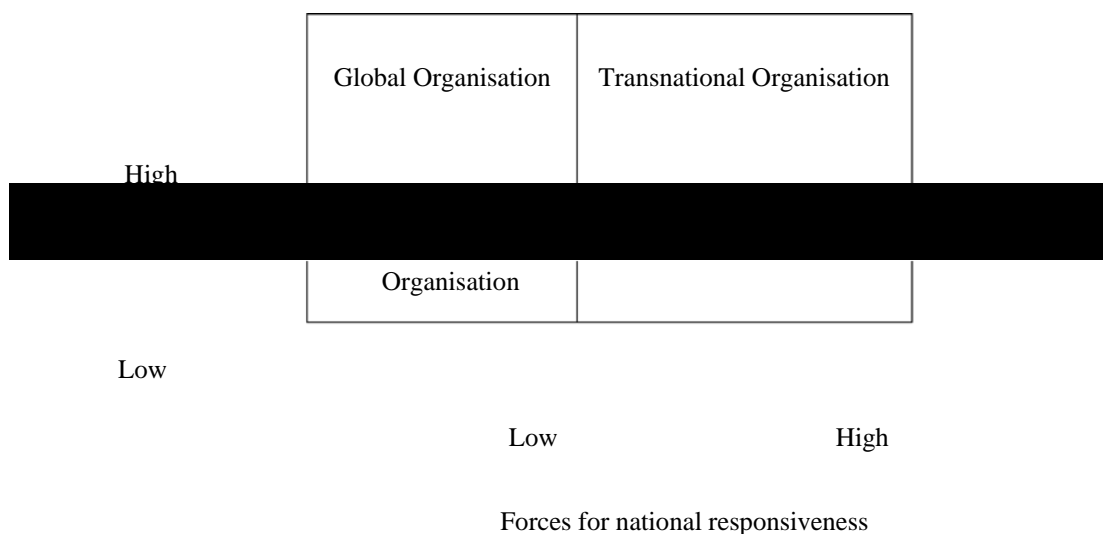 Global Organisation Transnational Organisation
High
Organisation
Low
Low High
Forces for national responsiveness